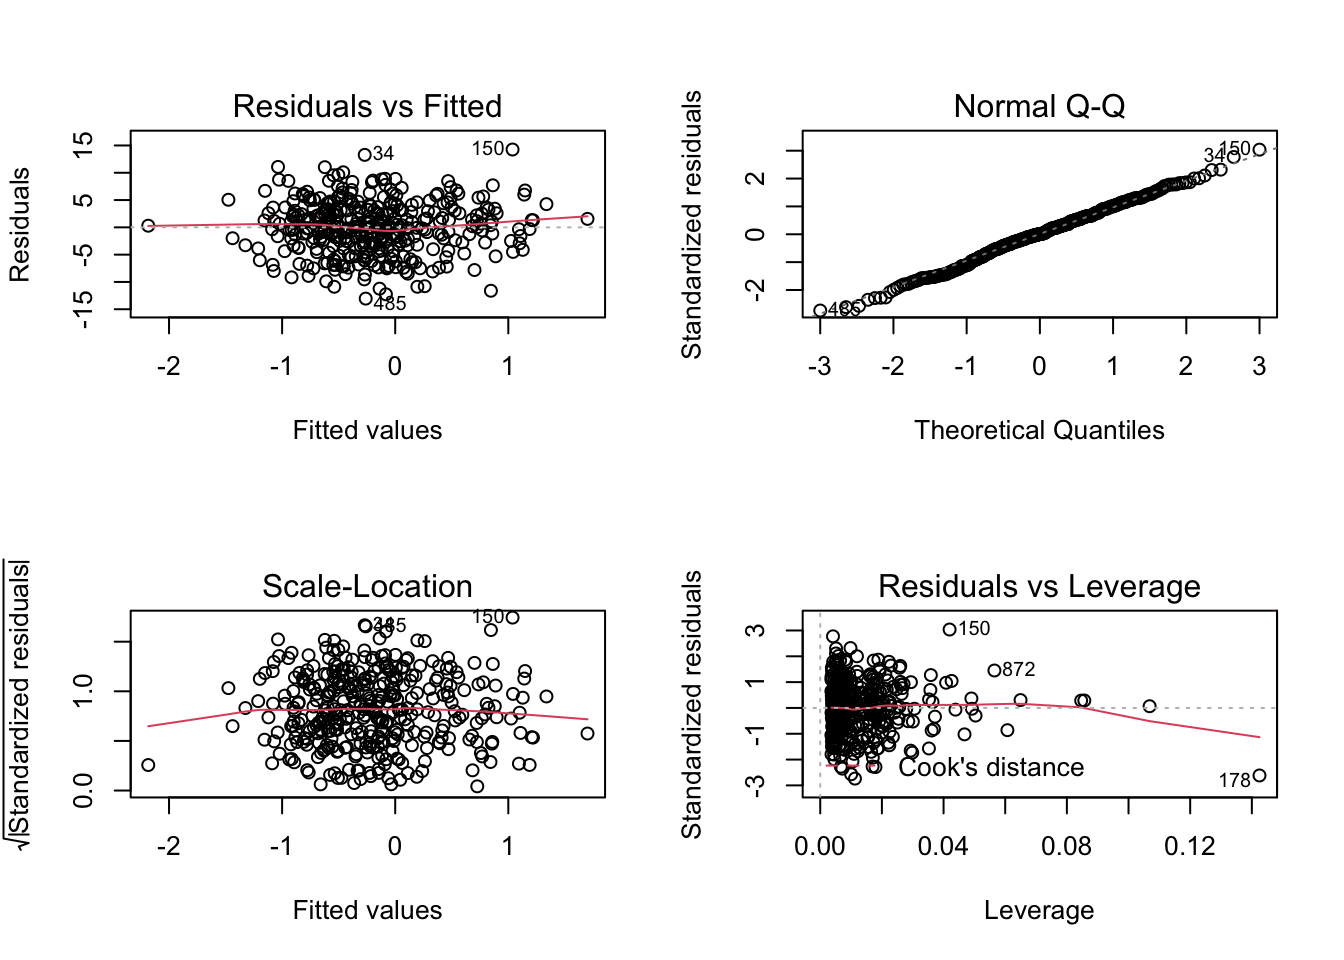 Residuals vs Fitted
Residuals
15
5
-5
-15
34
150
485
-2 -1 0 1
Fitted values
Normal Q-Q
Standardized residuals
2
0
-2
34
150
485
-3 -2 -1 0 1 2 3
Theoretical Quantiles
Scale-Location
√|Standardized residuals|
1.0
0.0
150
34
485
-2 -1 0 1
Fitted values
Residuals vs Leverage
Standardized residuals
3
1
-1
-3
150
872
Cook's distance
178
0.00 0.04 0.08 0.12
Leverage